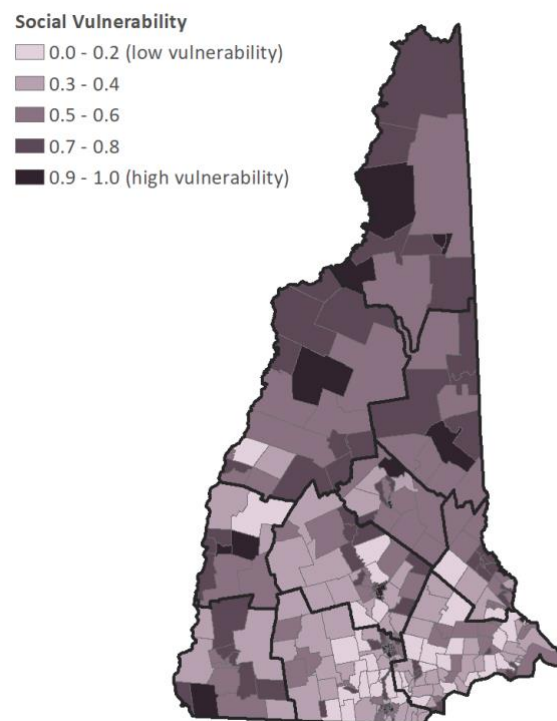 Social Vulnerability
0.0 - 0.2 (low vulnerability)
0.3 - 0.4
0.5 - 0.6
0.7 - 0.8
0.9 - 1.0 (high vulnerability)